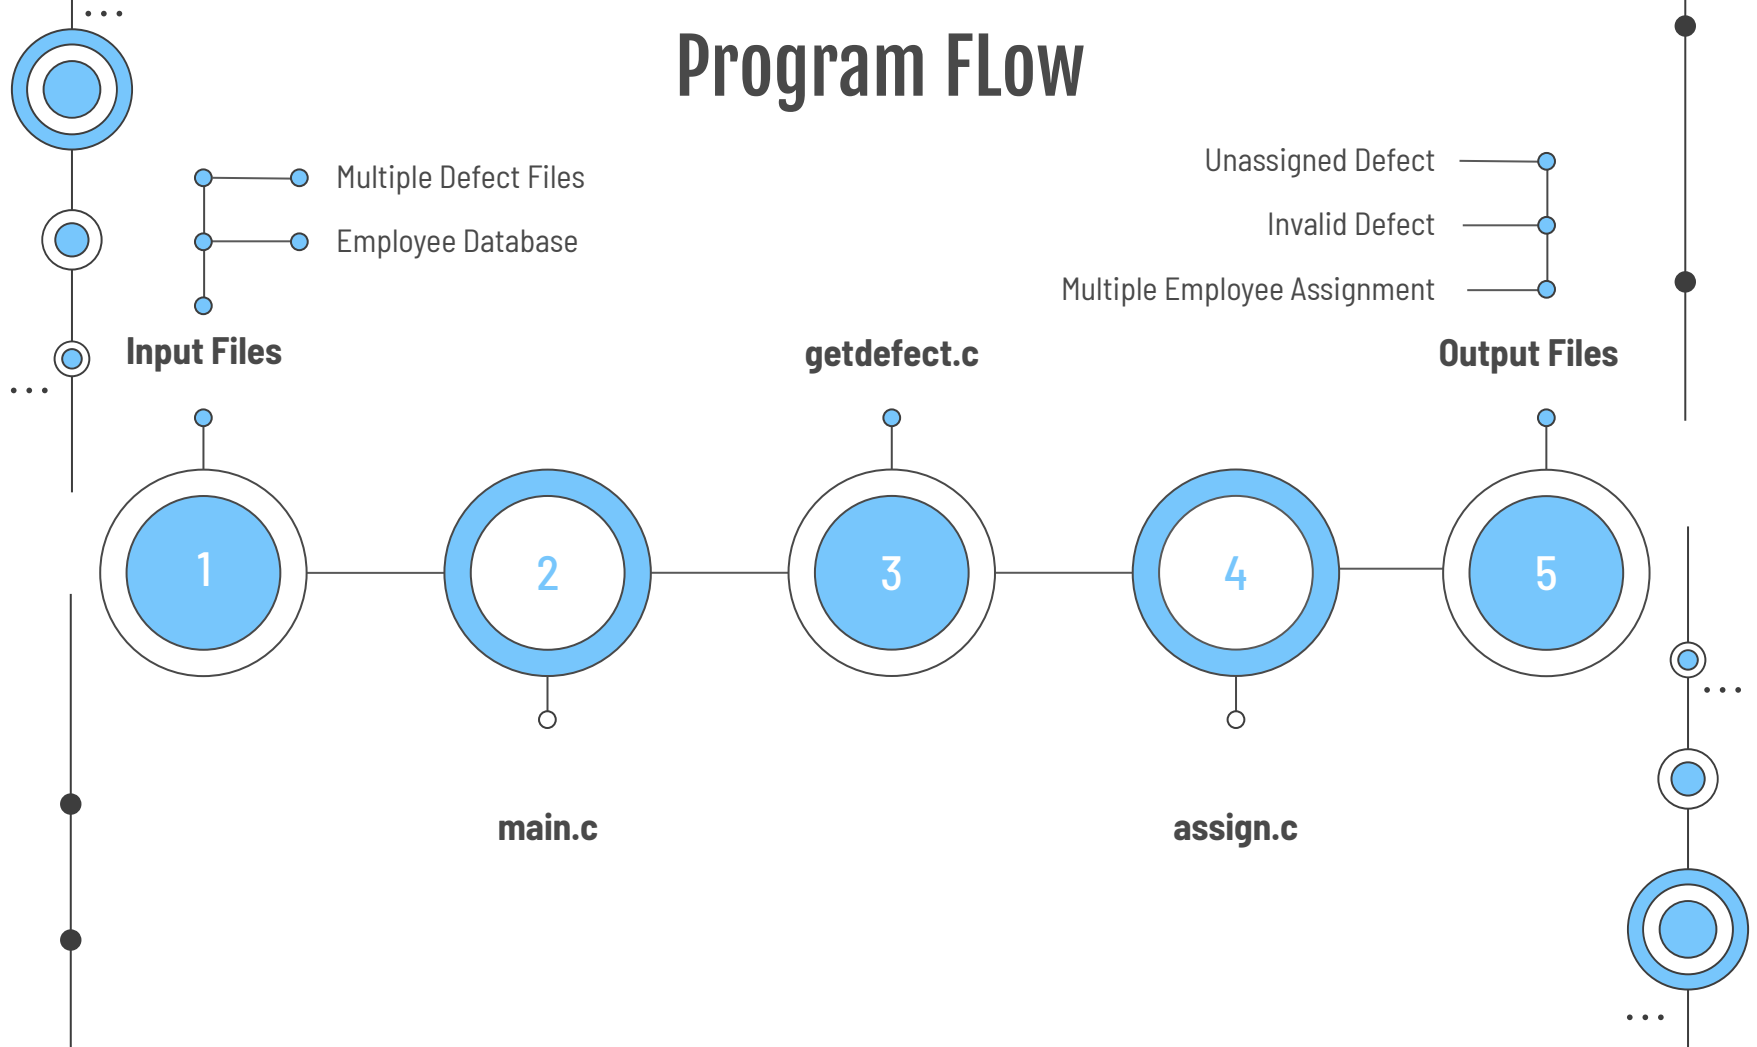 Program FLow
Multiple Defect Files
Employee Database
Input Files
Unassigned Defect
Invalid Defect
Multiple Employee Assignment
getdefect.c
Output Files
1
2
3
4
5
main.c
assign.c